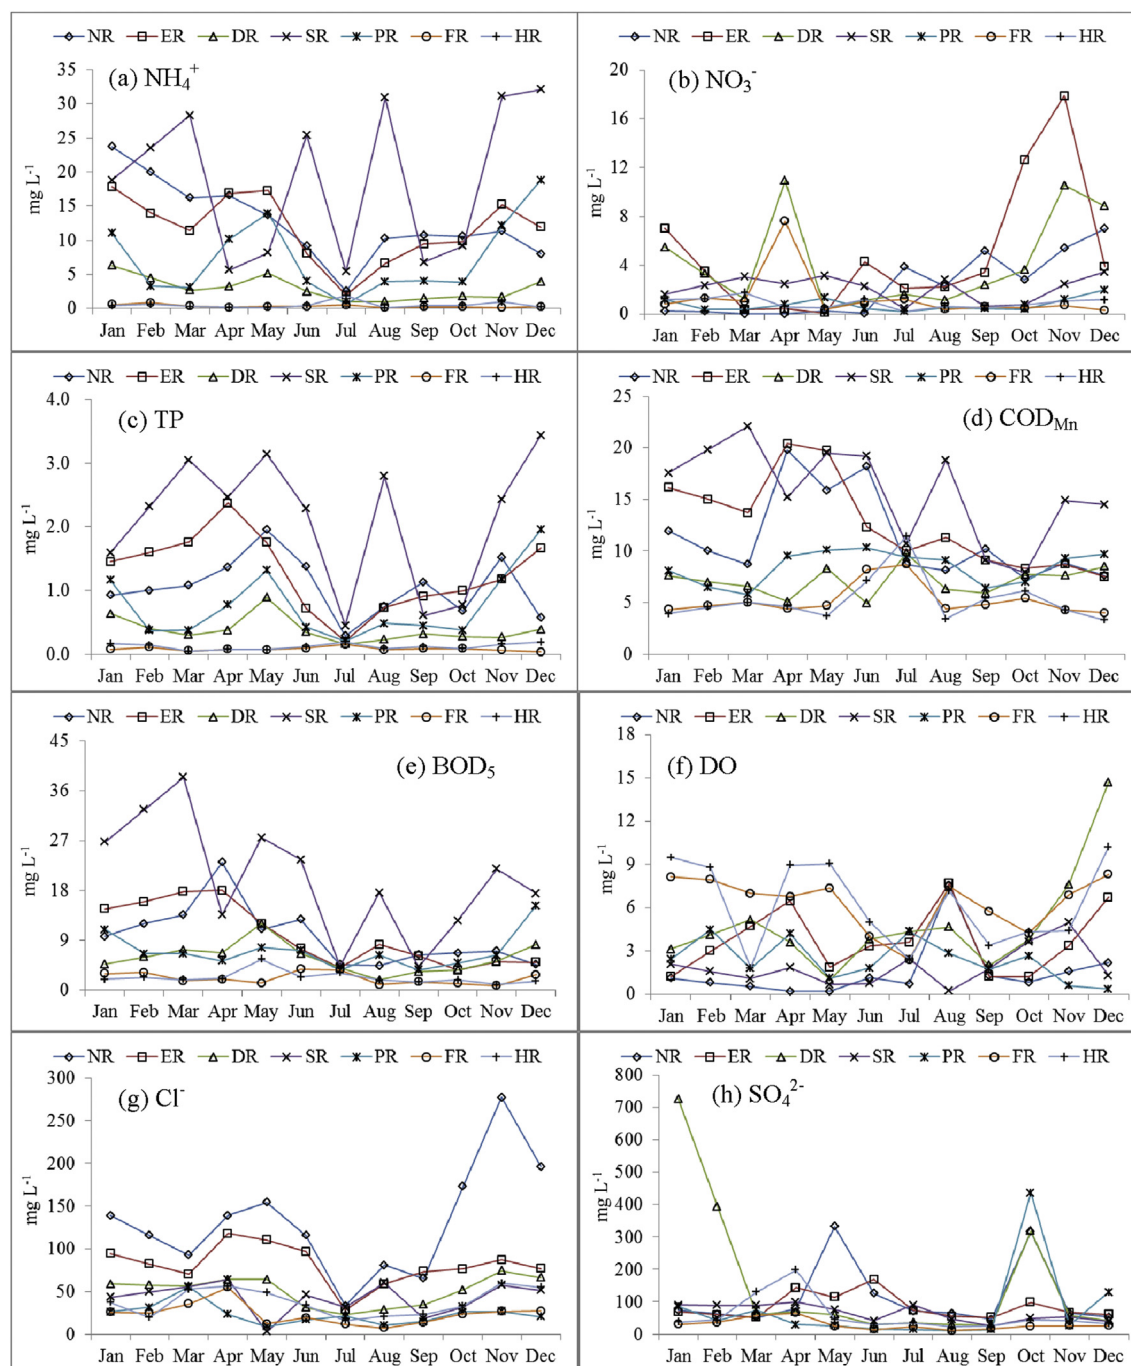 NR ER DR SR PR FR HR
(a) NH₄⁺
mg L⁻¹
35
30
25
20
15
10
5
0
Jan Feb Mar Apr May Jun Jul Aug Sep Oct Nov Dec
NR ER DR SR PR FR HR
(b) NO₃⁻
mg L⁻¹
20
16
12
8
4
0
Jan Feb Mar Apr May Jun Jul Aug Sep Oct Nov Dec
NR ER DR SR PR FR HR
(c) TP
mg L⁻¹
4.0
3.0
2.0
1.0
0.0
Jan Feb Mar Apr May Jun Jul Aug Sep Oct Nov Dec
NR ER DR SR PR FR HR
(d) COD_Mn
mg L⁻¹
25
20
15
10
5
0
Jan Feb Mar Apr May Jun Jul Aug Sep Oct Nov Dec
NR ER DR SR PR FR HR
(e) BOD₅
mg L⁻¹
45
36
27
18
9
0
Jan Feb Mar Apr May Jun Jul Aug Sep Oct Nov Dec
NR ER DR SR PR FR HR
(f) DO
mg L⁻¹
18
15
12
9
6
3
0
Jan Feb Mar Apr May Jun Jul Aug Sep Oct Nov Dec
NR ER DR SR PR FR HR
(g) Cl⁻
mg L⁻¹
300
250
200
150
100
50
0
Jan Feb Mar Apr May Jun Jul Aug Sep Oct Nov Dec
NR ER DR SR PR FR HR
(h) SO₄²⁻
mg L⁻¹
800
700
600
500
400
300
200
100
0
Jan Feb Mar Apr May Jun Jul Aug Sep Oct Nov Dec